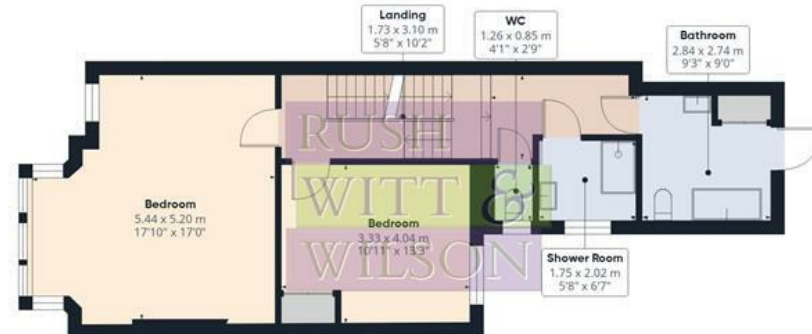 Landing
1.73 x 3.10 m
5'8" x 10'2"
WC
1.26 x 0.85 m
4'1" x 2'9"
Bathroom
2.84 x 2.74 m
9'3" x 9'0"
RUSH
WITT &
WILSON
Bedroom
5.44 x 5.20 m
17'10" x 17'0"
Bedroom
3.33 x 4.04 m
10'11" x 13'3"
Shower Room
1.75 x 2.02 m
5'8" x 6'7"